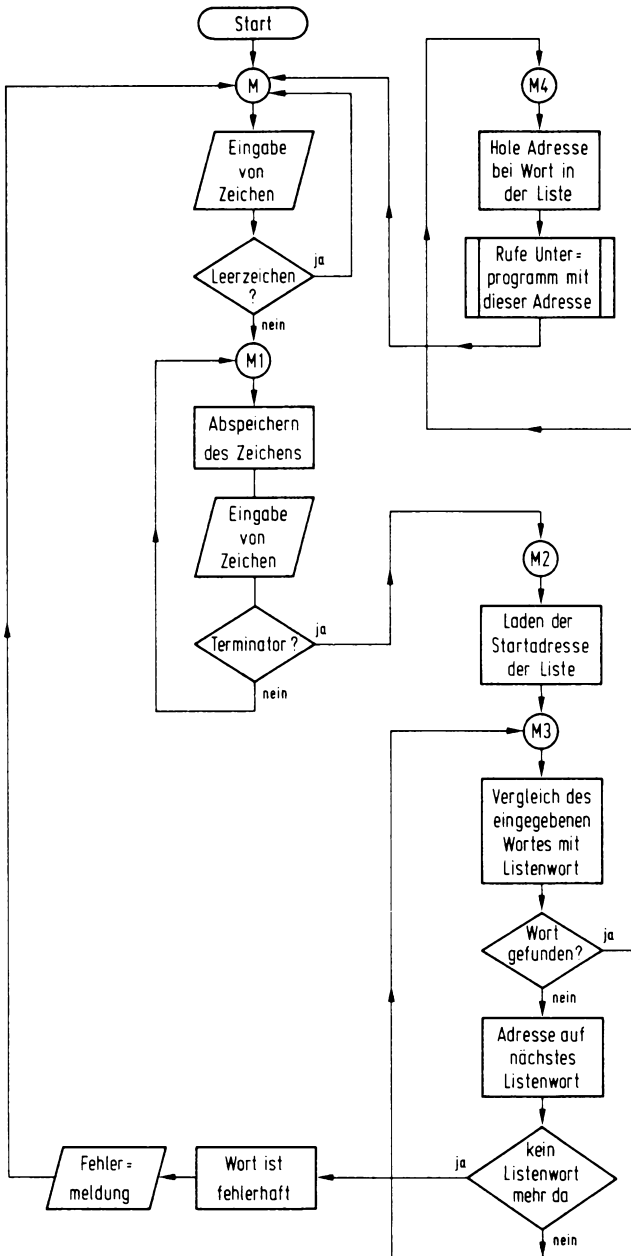 Start
M
Eingabe
von
Zeichen
Leerzeichen
?
ja
nein
M1
Abspeichern
des Zeichens
Eingabe
von
Zeichen
Terminator ?
ja
nein
M4
Hole Adresse
bei Wort in
der Liste
Rufe Unter=
programm mit
dieser Adresse
M2
Laden der
Startadresse
der Liste
M3
Vergleich des
eingegebenen
Wortes mit
Listenwort
Wort
gefunden?
ja
nein
Adresse auf
nächstes
Listenwort
kein
Listenwort
mehr da
ja
nein
Wort ist
fehlerhaft
Fehler=
meldung